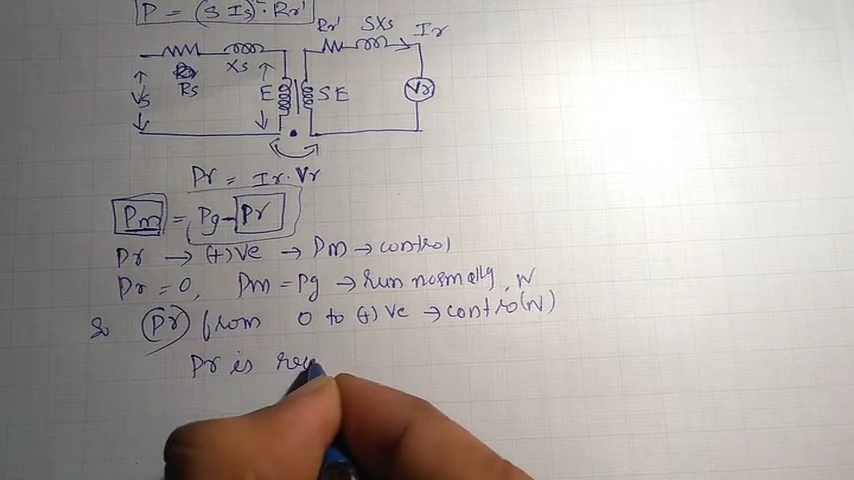 P = (S Is)² · Rr'
Rr' SXs Ir
Xs
Rs
Vs E SE Vr
Pr = Ir · Vr
Pm = Pg - Pr
Pr → (+)ve → Pm → control
Pr = 0, Pm = Pg → run normally, N
So Pr from 0 to (+)ve → control(N)
Pr is